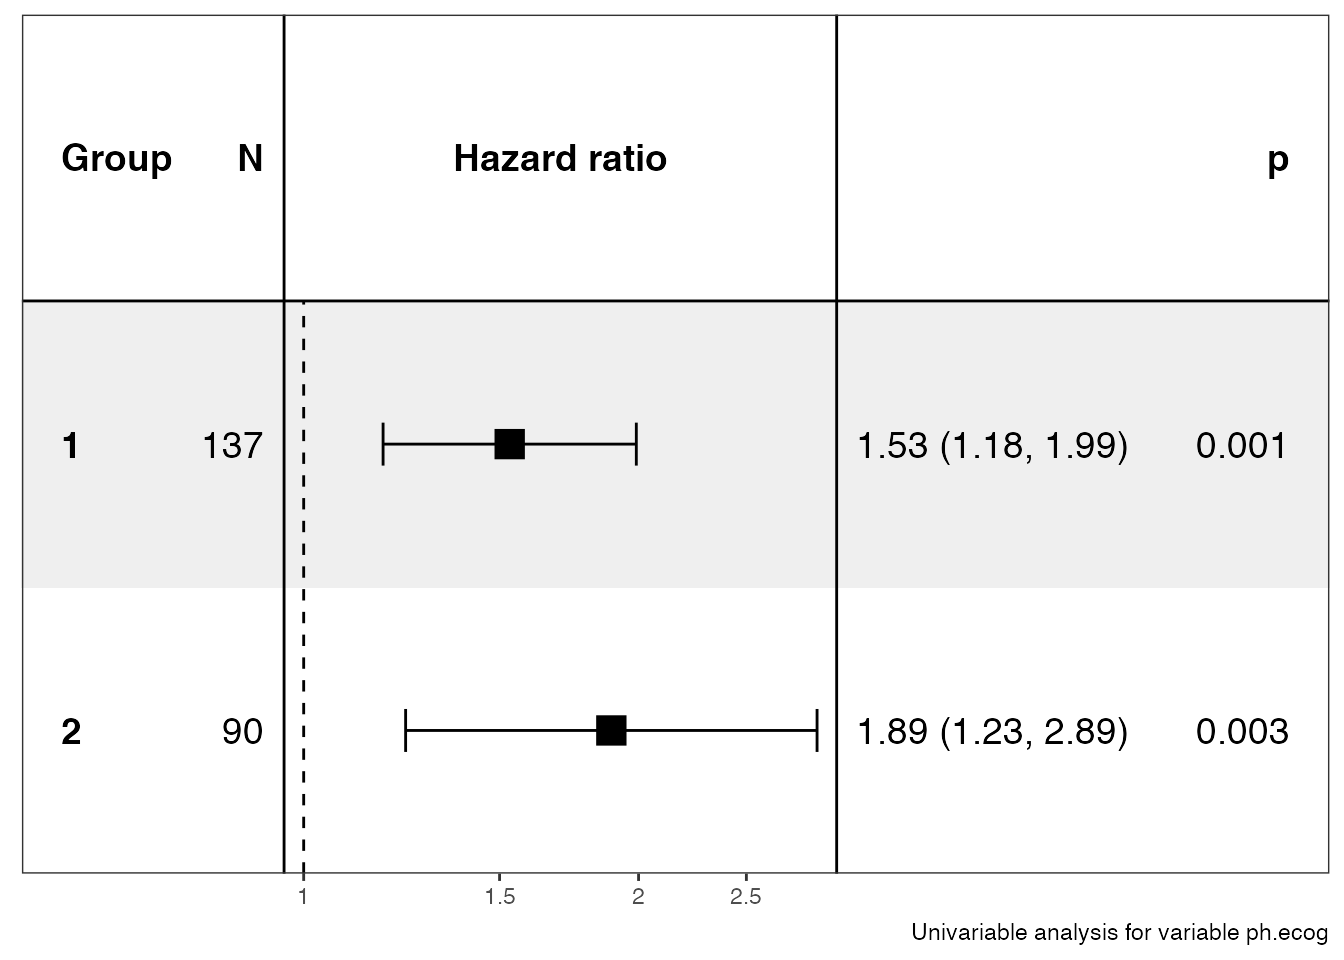 Group N Hazard ratio p
1 137 1.53 (1.18, 1.99) 0.001
2 90 1.89 (1.23, 2.89) 0.003
1 1.5 2 2.5
Univariable analysis for variable ph.ecog